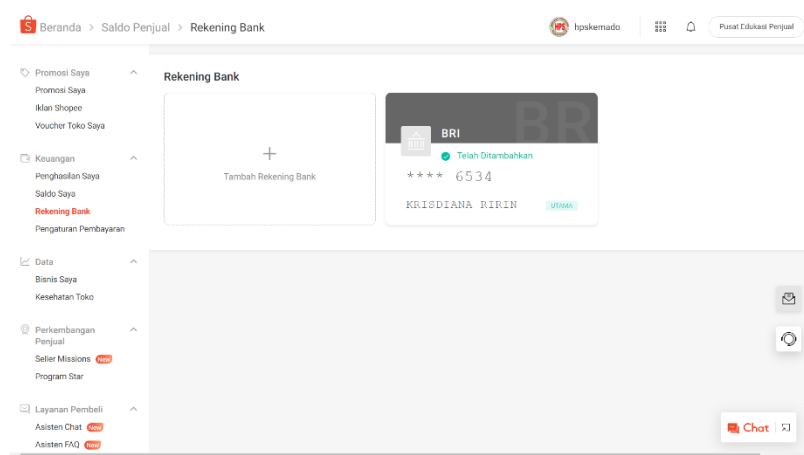 Beranda > Saldo Penjual > Rekening Bank
HPS
hpskemado
Pusat Edukasi Penjual
Promosi Saya
Promosi Saya
Iklan Shopee
Voucher Toko Saya
Keuangan
Penghasilan Saya
Saldo Saya
Rekening Bank
Pengaturan Pembayaran
Data
Bisnis Saya
Kesehatan Toko
Perkembangan
Penjual
Seller Missions New
Program Star
Layanan Pembeli
Asisten Chat New
Asisten FAQ New
Rekening Bank
+
Tambah Rekening Bank
BR
BRI
Telah Ditambahkan
**** 6534
KRISDIANA RIRIN UTAMA
Chat